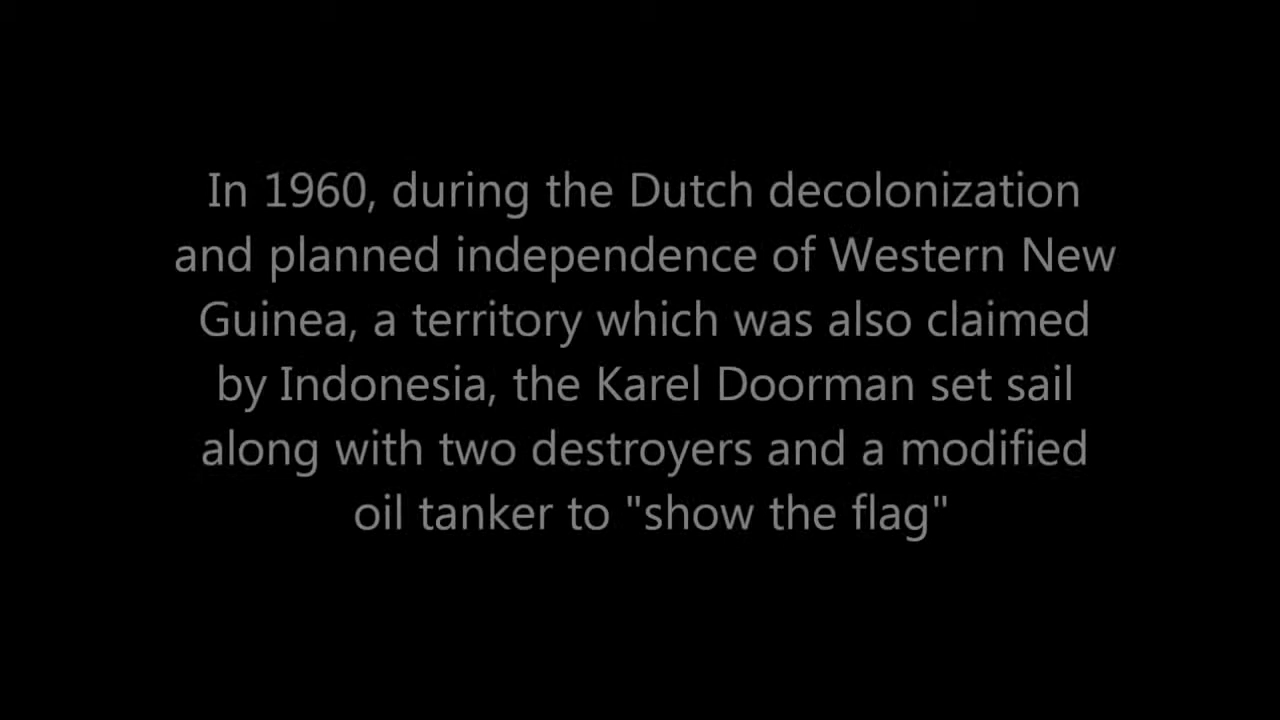 In 1960, during the Dutch decolonization
and planned independence of Western New
Guinea, a territory which was also claimed
by Indonesia, the Karel Doorman set sail
along with two destroyers and a modified
oil tanker to "show the flag"